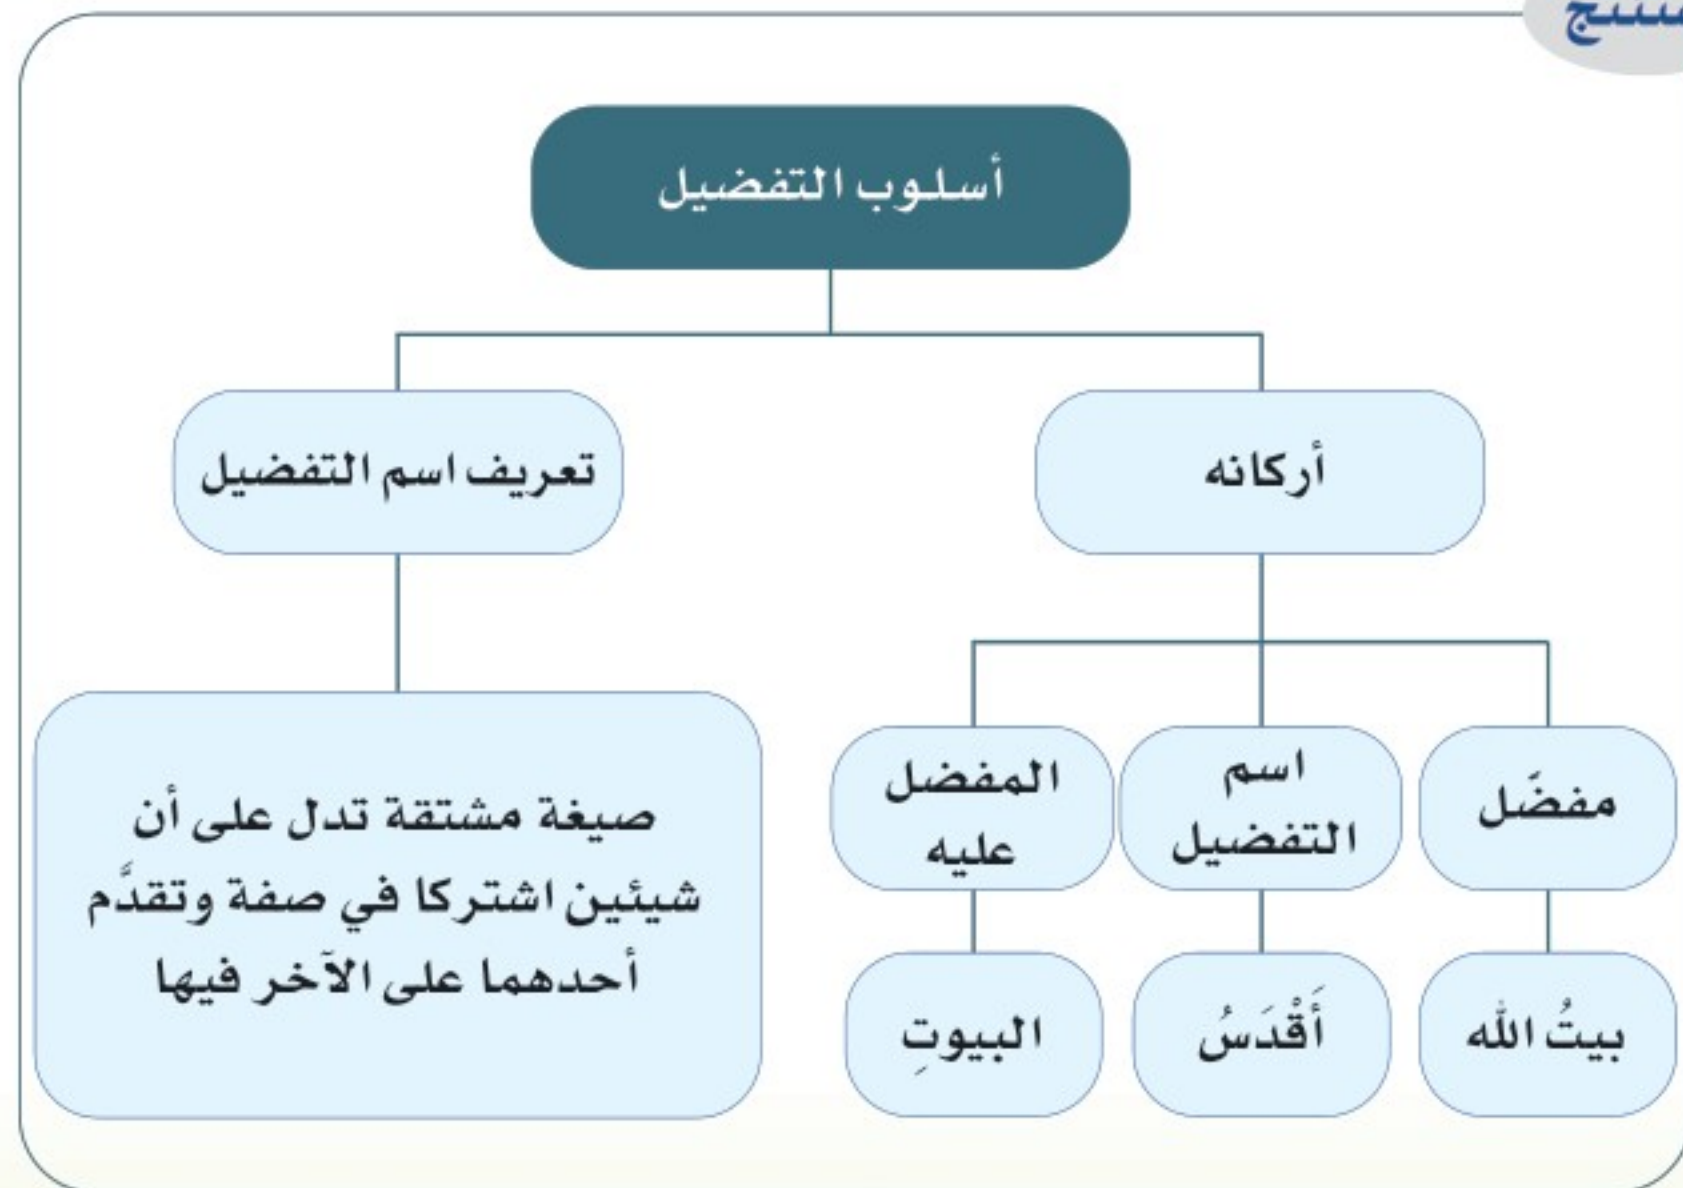 أسلوب التفضيل
أركانه
تعريف اسم التفضيل
مفضّل
اسم
التفضيل
المفضل
عليه
بيتُ الله
أَقْدَسُ
البيوتِ
صيغة مشتقة تدل على أن
شيئين اشتركا في صفة وتقدَّم
أحدهما على الآخر فيها